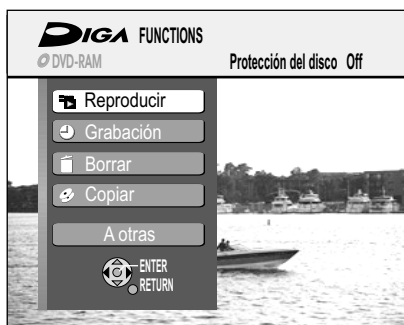 DIGA FUNCTIONS
DVD-RAM
Protección del disco Off
Reproducir
Grabación
Borrar
Copiar
A otras
ENTER
RETURN